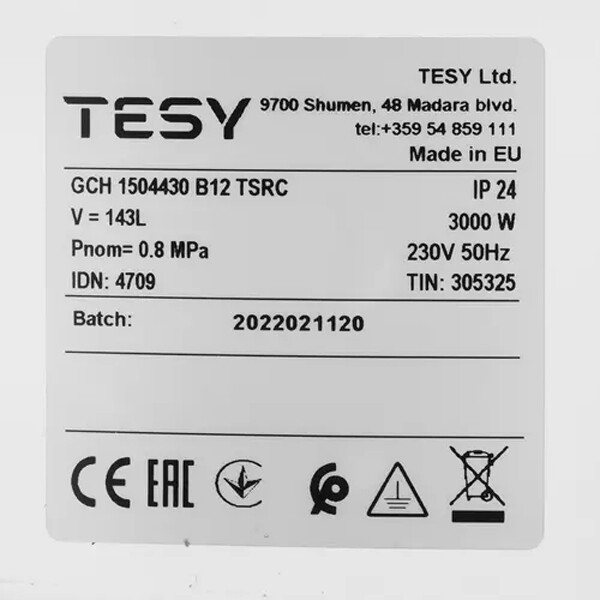 TESY Ltd.
TESY
9700 Shumen, 48 Madara blvd.
tel:+359 54 859 111
Made in EU
GCH 1504430 B12 TSRC
IP 24
V = 143L
3000 W
Pnom= 0.8 MPa
230V 50Hz
IDN: 4709
TIN: 305325
Batch: 2022021120
CE EAC